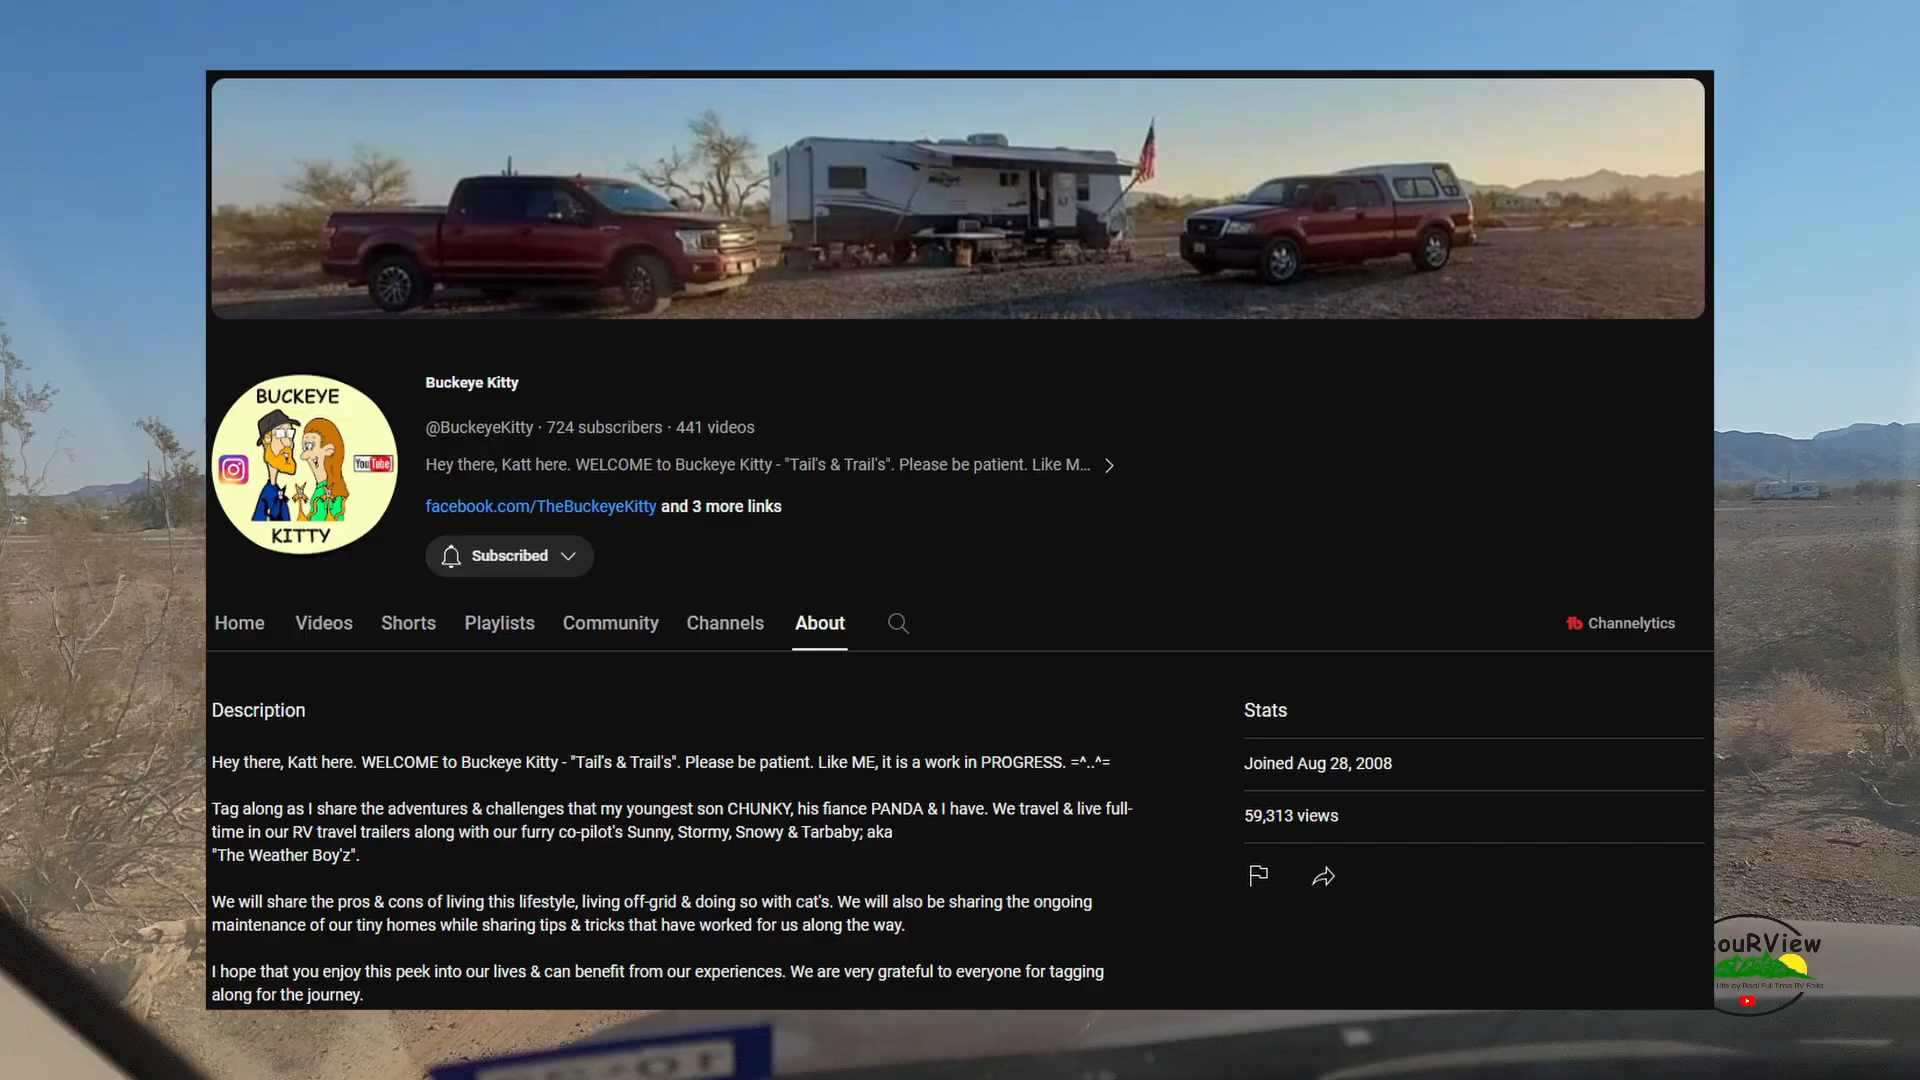 BUCKEYE
YouTube
KITTY
Buckeye Kitty
@BuckeyeKitty · 724 subscribers · 441 videos
Hey there, Katt here. WELCOME to Buckeye Kitty - "Tail's & Trail's". Please be patient. Like M...
facebook.com/TheBuckeyeKitty and 3 more links
Subscribed
Home Videos Shorts Playlists Community Channels About
Channelytics
Description
Hey there, Katt here. WELCOME to Buckeye Kitty - "Tail's & Trail's". Please be patient. Like ME, it is a work in PROGRESS. =^..^=
Tag along as I share the adventures & challenges that my youngest son CHUNKY, his fiance PANDA & I have. We travel & live full-
time in our RV travel trailers along with our furry co-pilot's Sunny, Stormy, Snowy & Tarbaby; aka
"The Weather Boy'z".
We will share the pros & cons of living this lifestyle, living off-grid & doing so with cat's. We will also be sharing the ongoing
maintenance of our tiny homes while sharing tips & tricks that have worked for us along the way.
I hope that you enjoy this peek into our lives & can benefit from our experiences. We are very grateful to everyone for tagging
along for the journey.
Stats
Joined Aug 28, 2008
59,313 views
ouRView
Life by Real Full Time RV Folks